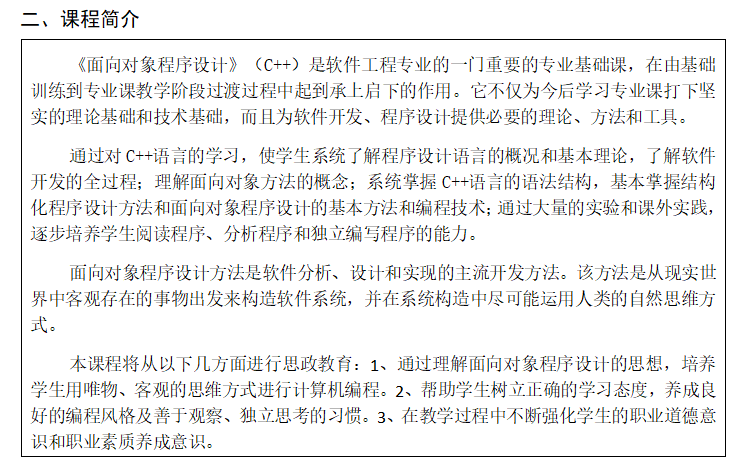 二、课程简介
《面向对象程序设计》（C++）是软件工程专业的一门重要的专业基础课，在由基础
训练到专业课教学阶段过渡过程中起到承上启下的作用。它不仅为今后学习专业课打下坚
实的理论基础和技术基础，而且为软件开发、程序设计提供必要的理论、方法和工具。
通过对 C++语言的学习，使学生系统了解程序设计语言的概况和基本理论，了解软件
开发的全过程；理解面向对象方法的概念；系统掌握 C++语言的语法结构，基本掌握结构
化程序设计方法和面向对象程序设计的基本方法和编程技术；通过大量的实验和课外实践，
逐步培养学生阅读程序、分析程序和独立编写程序的能力。
面向对象程序设计方法是软件分析、设计和实现的主流开发方法。该方法是从现实世
界中客观存在的事物出发来构造软件系统，并在系统构造中尽可能运用人类的自然思维方
式。
本课程将从以下几方面进行思政教育：1、通过理解面向对象程序设计的思想，培养
学生用唯物、客观的思维方式进行计算机编程。2、帮助学生树立正确的学习态度，养成良
好的编程风格及善于观察、独立思考的习惯。3、在教学过程中不断强化学生的职业道德意
识和职业素质养成意识。